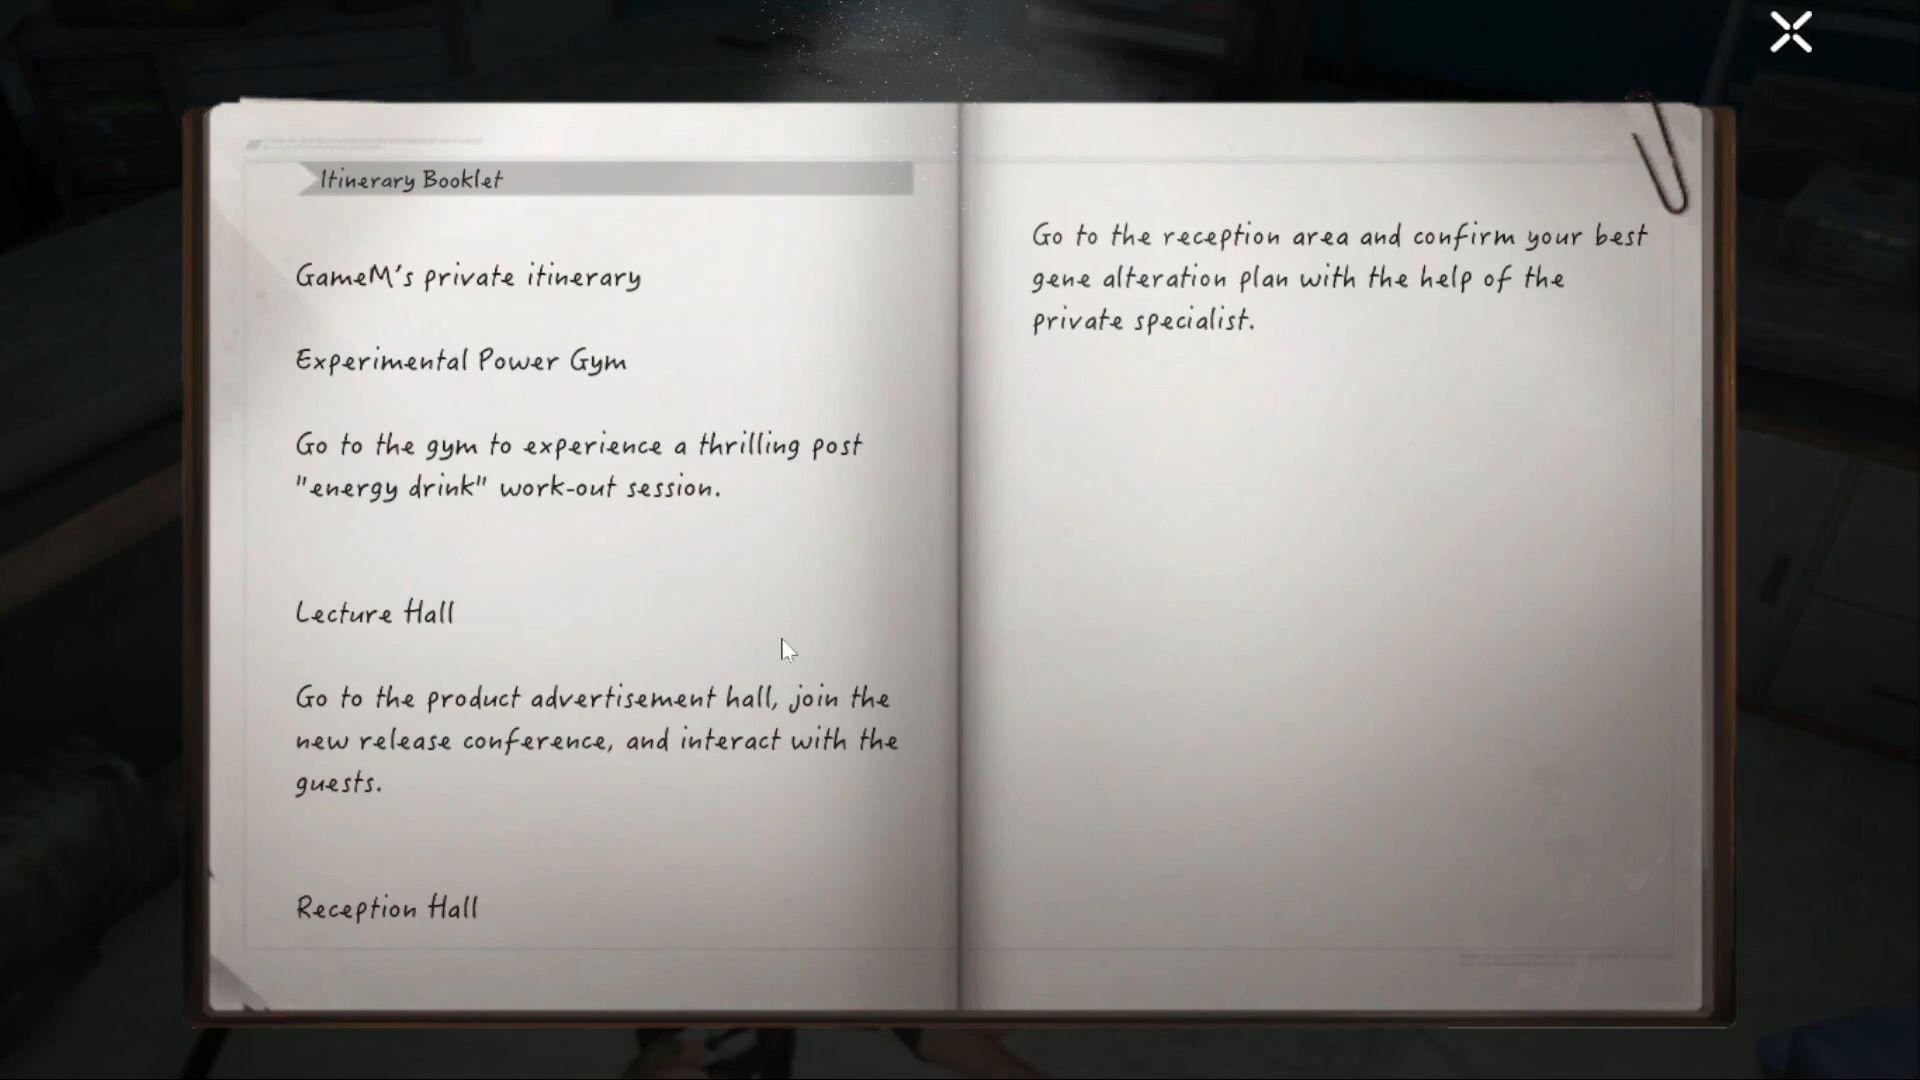 Itinerary Booklet
GameM's private itinerary
Experimental Power Gym
Go to the gym to experience a thrilling post
"energy drink" work-out session.
Lecture Hall
Go to the product advertisement hall, join the
new release conference, and interact with the
guests.
Reception Hall
Go to the reception area and confirm your best
gene alteration plan with the help of the
private specialist.